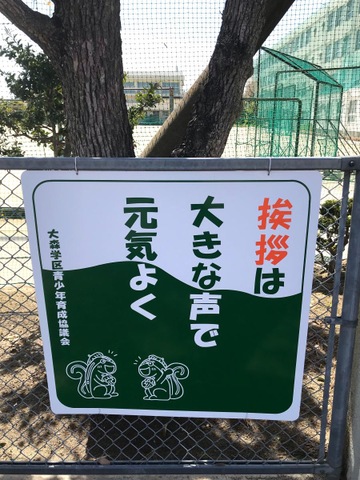 挨拶は
大きな声で
元気よく
大森学区青少年育成協議会